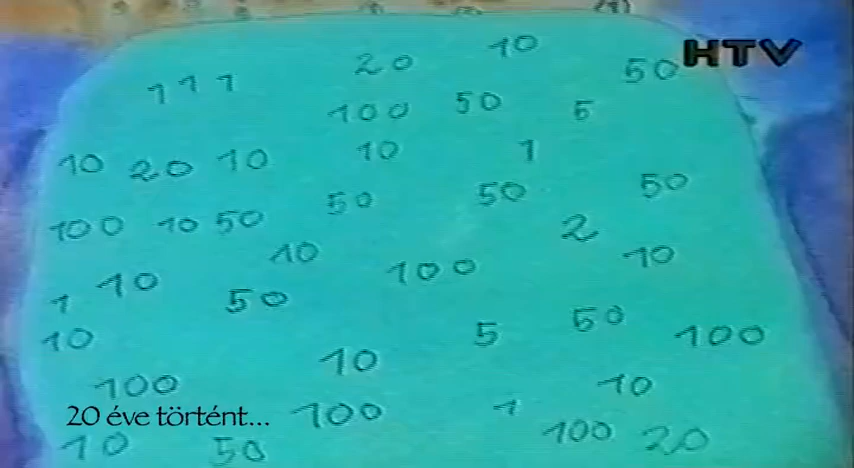 (1)
HTV
20 10
1 1 1 50
100 50 5
10 20 10 10 1
50 50 50
100 10 50 2
10 100 10
1 10 50
10 5 50 100
100 10 10
20 éve történt...
100 1
10 50 100 20